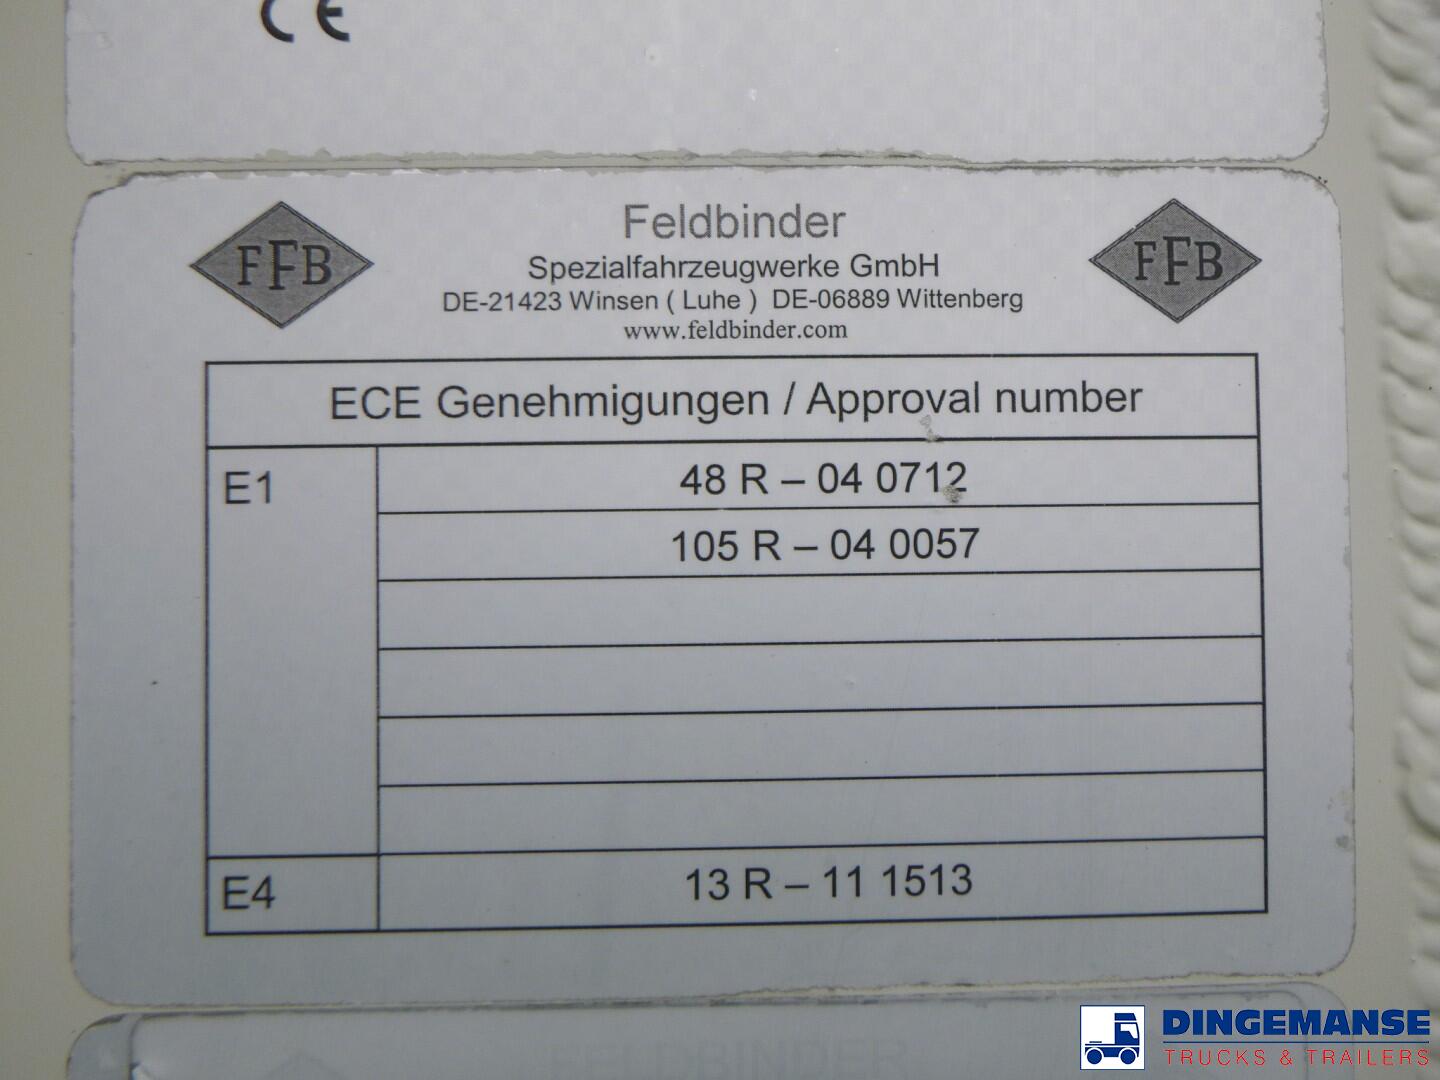 CE
FFB
Feldbinder
FFB
Spezialfahrzeugwerke GmbH
DE-21423 Winsen ( Luhe ) DE-06889 Wittenberg
www.feldbinder.com
ECE Genehmigungen / Approval number
E1
48 R – 04 0712
105 R – 04 0057
E4
13 R – 11 1513
DINGEMANSE
TRUCKS & TRAILERS